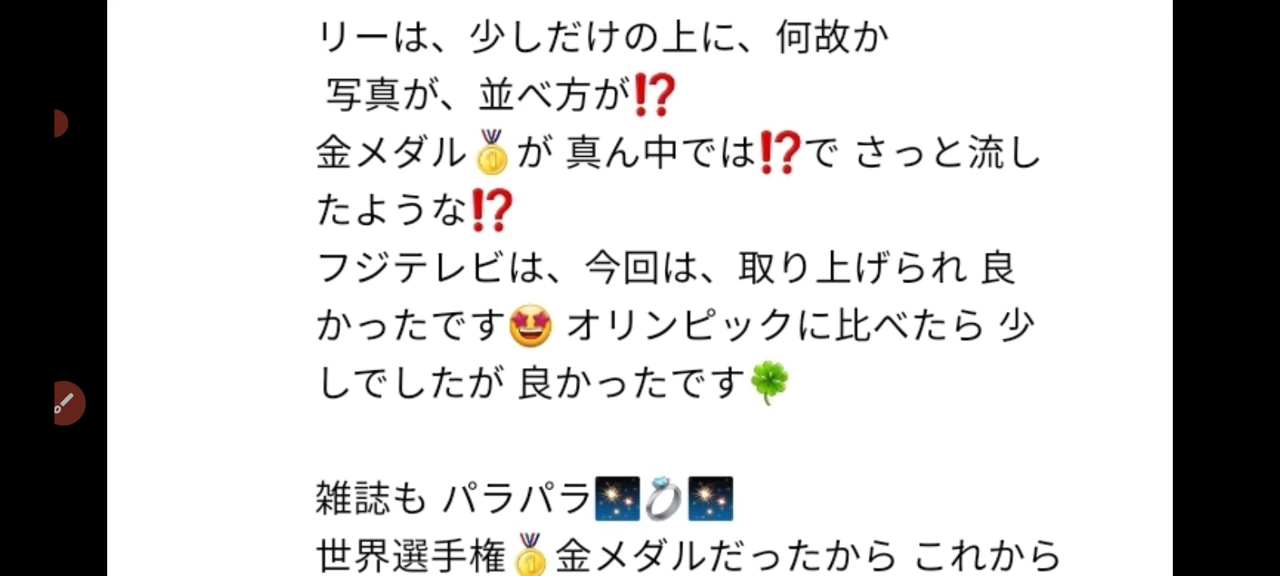 リーは、少しだけの上に、何故か
写真が、並べ方が⁉️
金メダル🥇が 真ん中では⁉️で さっと流し
たような⁉️
フジテレビは、今回は、取り上げられ 良
かったです🤩 オリンピックに比べたら 少
しでしたが 良かったです🍀
雑誌も パラパラ🎇💍🎇
世界選手権🥇金メダルだったから これから